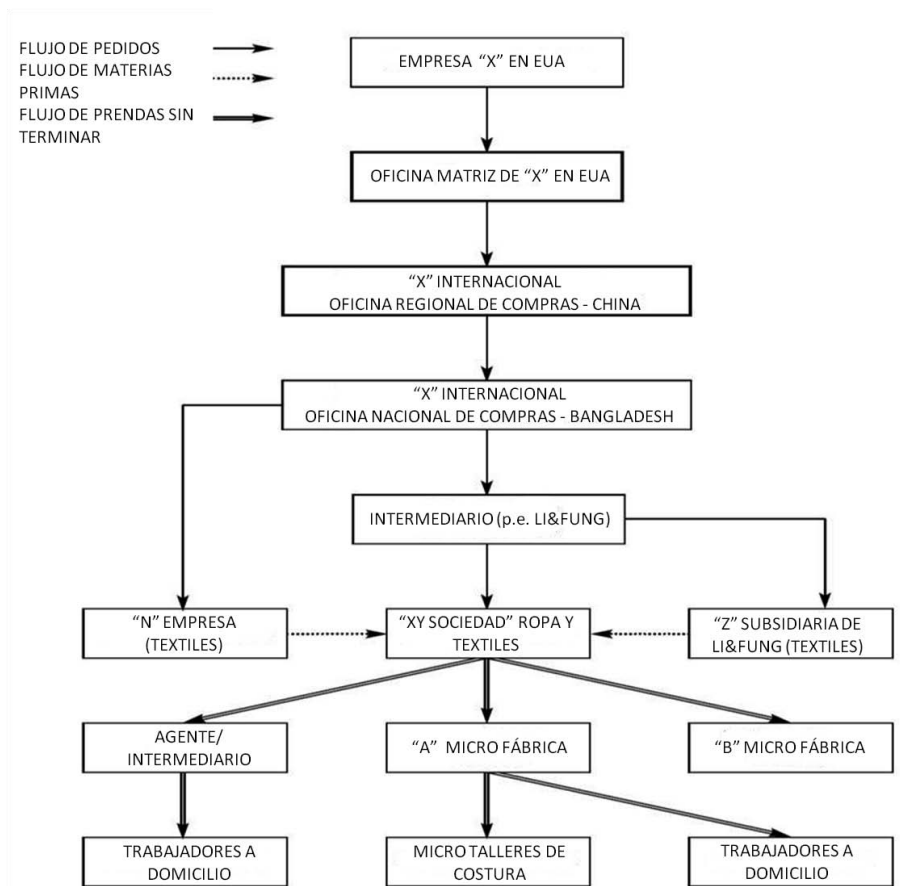 FLUJO DE PEDIDOS
FLUJO DE MATERIAS
PRIMAS
FLUJO DE PRENDAS SIN
TERMINAR
EMPRESA “X” EN EUA
OFICINA MATRIZ DE “X” EN EUA
“X” INTERNACIONAL
OFICINA REGIONAL DE COMPRAS - CHINA
“X” INTERNACIONAL
OFICINA NACIONAL DE COMPRAS - BANGLADESH
INTERMEDIARIO (p.e. LI&FUNG)
“N” EMPRESA
(TEXTILES)
“XY SOCIEDAD” ROPA Y
TEXTILES
“Z” SUBSIDIARIA DE
LI&FUNG (TEXTILES)
AGENTE/
INTERMEDIARIO
“A” MICRO FÁBRICA
“B” MICRO FÁBRICA
TRABAJADORES A
DOMICILIO
MICRO TALLERES DE
COSTURA
TRABAJADORES A
DOMICILIO